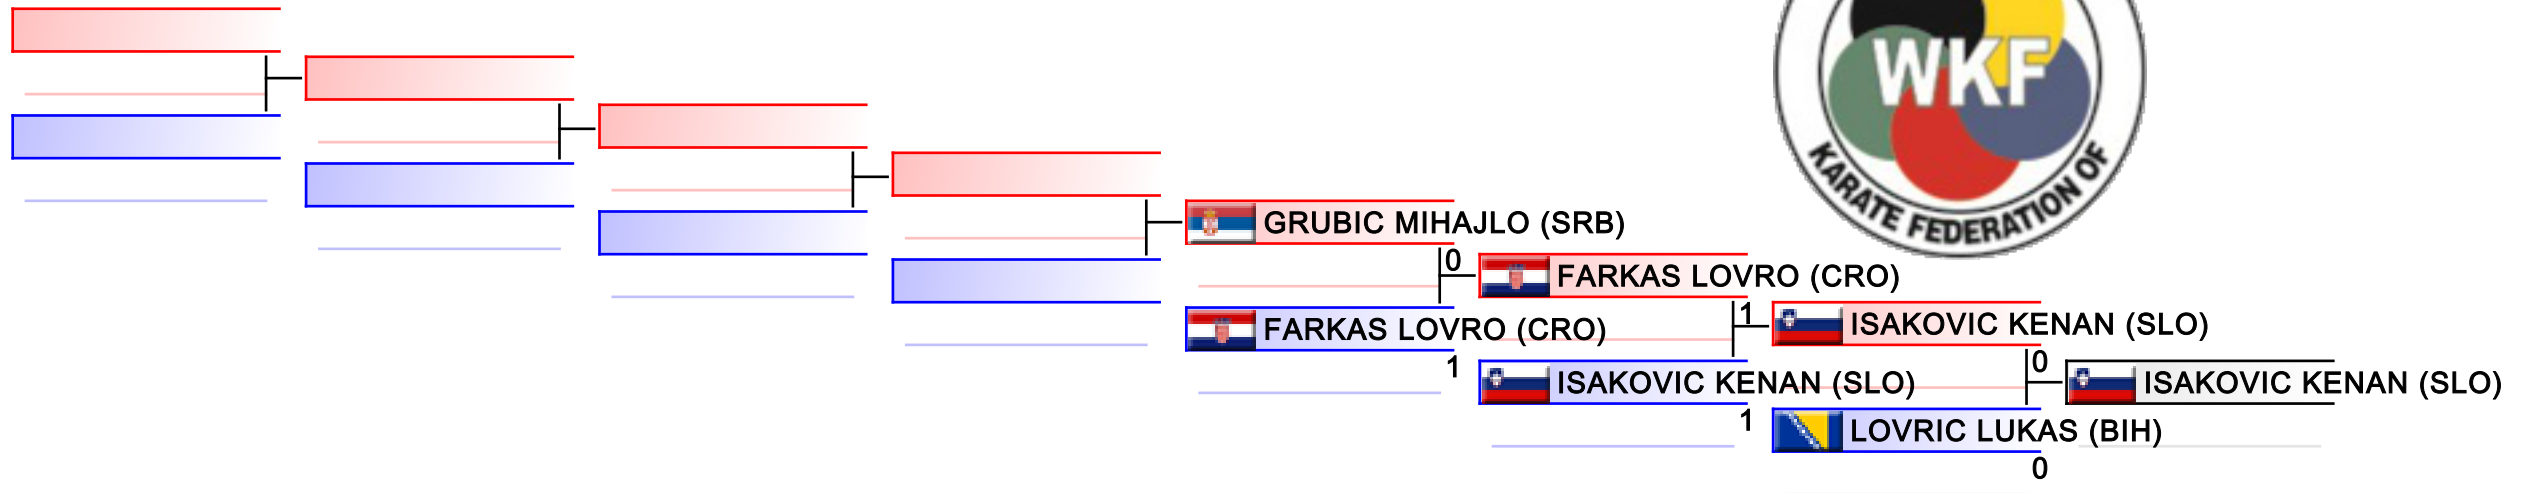 WKF
KARATE FEDERATION OF
GRUBIC MIHAJLO (SRB)
0
FARKAS LOVRO (CRO)
FARKAS LOVRO (CRO)
1
1
ISAKOVIC KENAN (SLO)
ISAKOVIC KENAN (SLO)
1
0
ISAKOVIC KENAN (SLO)
LOVRIC LUKAS (BIH)
0